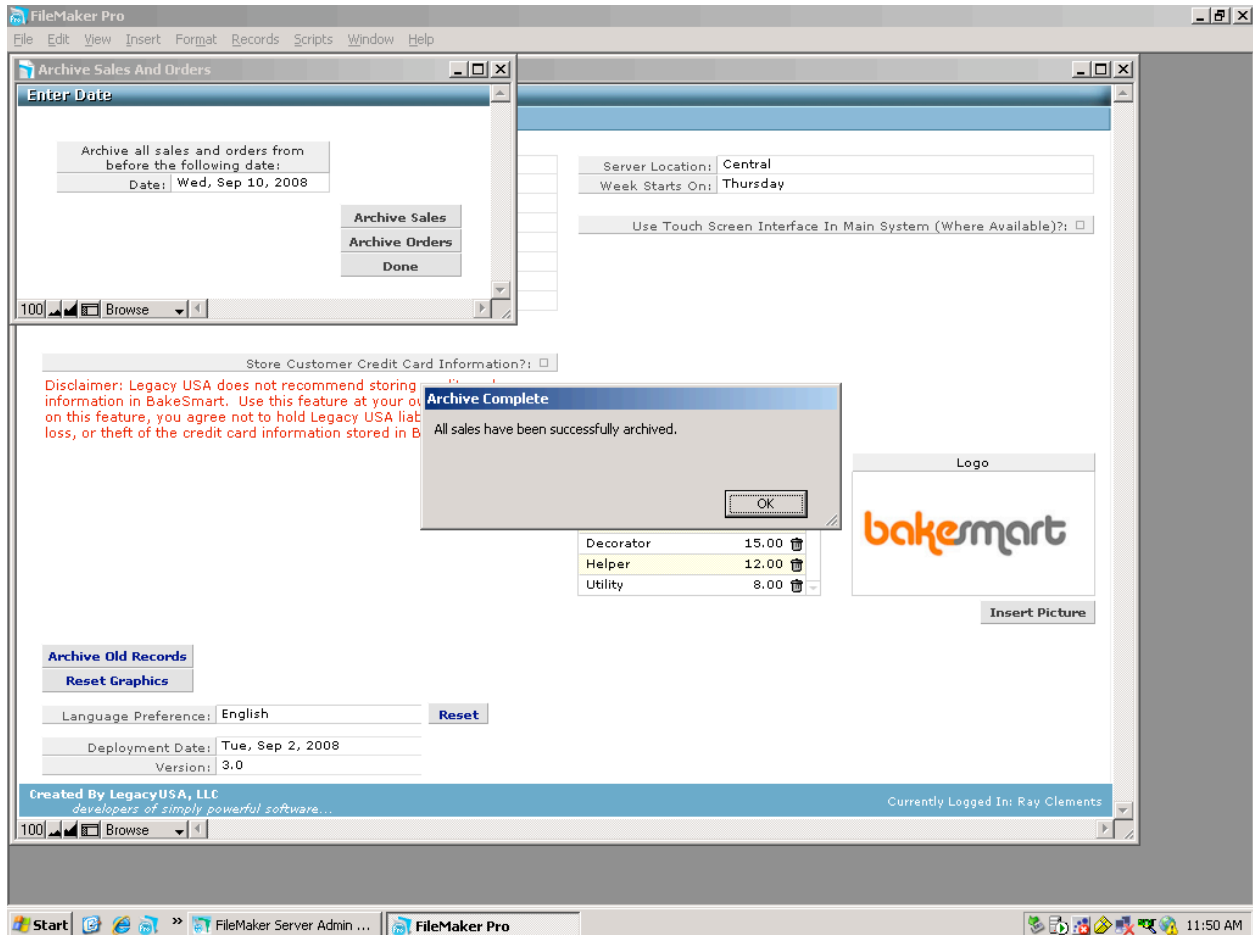 FileMaker Pro
File Edit View Insert Format Records Scripts Window Help
Archive Sales And Orders
Enter Date
Archive all sales and orders from
before the following date:
Date: Wed, Sep 10, 2008
Archive Sales
Archive Orders
Done
100 Browse
Server Location: Central
Week Starts On: Thursday
Use Touch Screen Interface In Main System (Where Available)?:
Store Customer Credit Card Information?:
Disclaimer: Legacy USA does not recommend storing
information in BakeSmart. Use this feature at your
on this feature, you agree not to hold Legacy USA
loss, or theft of the credit card information stored in
Archive Complete
All sales have been successfully archived.
OK
Decorator 15.00
Helper 12.00
Utility 8.00
Logo
bakesmart
Insert Picture
Archive Old Records
Reset Graphics
Language Preference: English Reset
Deployment Date: Tue, Sep 2, 2008
Version: 3.0
Created By LegacyUSA, LLC
developers of simply powerful software...
Currently Logged In: Ray Clements
100 Browse
Start » FileMaker Server Admin ... FileMaker Pro 11:50 AM